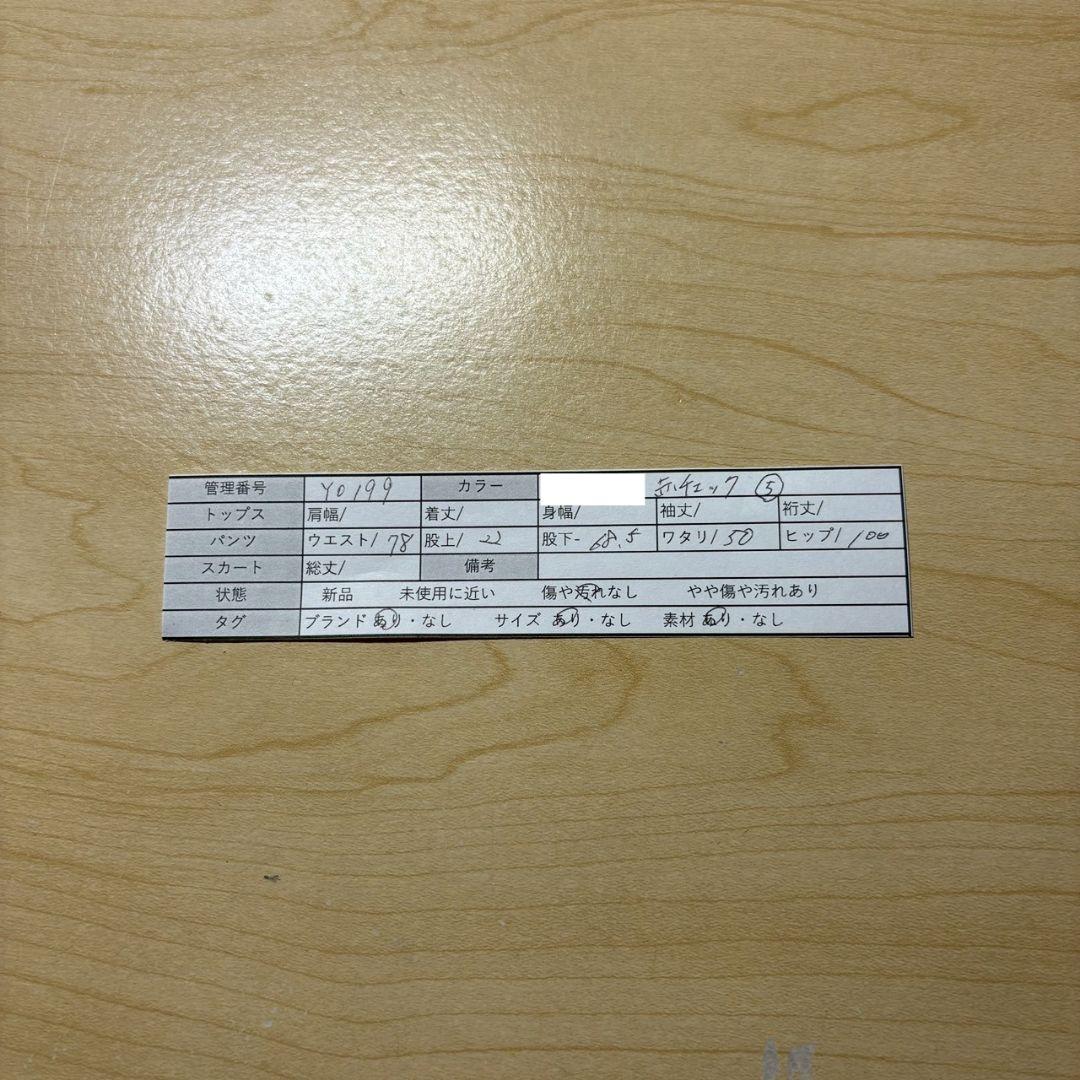 管理番号 Y0199 カラー 赤チェック ⑤
トップス 肩幅/ 着丈/ 身幅/ 袖丈/ 裄丈/
パンツ ウエスト/ 78 股上/ 22 股下- 68.5 ワタリ/ 50 ヒップ/ 100
スカート 総丈/ 備考
状態 新品 未使用に近い 傷や汚れなし やや傷や汚れあり
タグ ブランド あり・なし サイズ あり・なし 素材 あり・なし